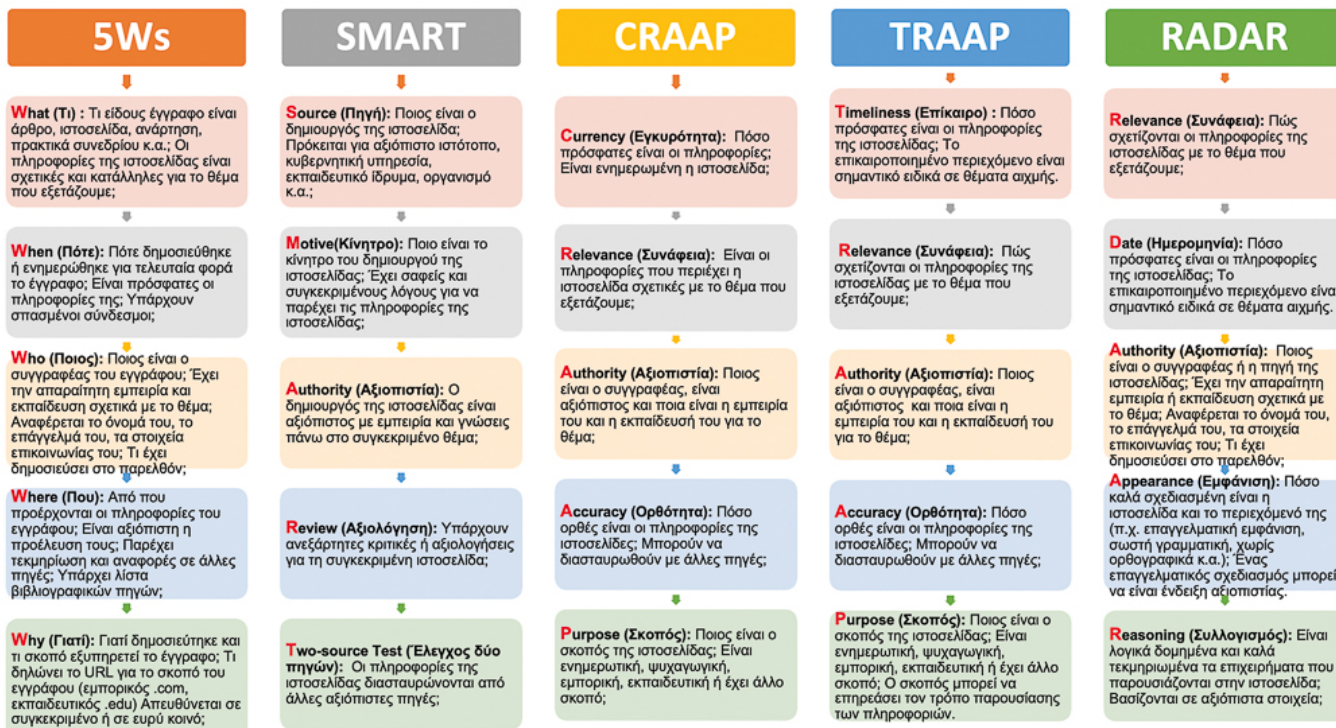 5Ws
What (Τι) : Τι είδους έγγραφο είναι
άρθρο, ιστοσελίδα, ανάρτηση,
πρακτικά συνεδρίου κ.α.; Οι
πληροφορίες της ιστοσελίδας είναι
σχετικές και κατάλληλες για το θέμα
που εξετάζουμε;
When (Πότε): Πότε δημοσιεύθηκε
ή ενημερώθηκε για τελευταία φορά
το έγγραφο; Είναι πρόσφατες οι
πληροφορίες της; Υπάρχουν
σπασμένοι σύνδεσμοι;
Who (Ποιος): Ποιος είναι ο
συγγραφέας του εγγράφου; Έχει
την απαραίτητη εμπειρία και
εκπαίδευση σχετικά με το θέμα;
Αναφέρεται το όνομά του, το
επάγγελμά του, τα στοιχεία
επικοινωνίας του; Τι έχει
δημοσιεύσει στο παρελθόν;
Where (Που): Από που
προέρχονται οι πληροφορίες του
εγγράφου; Είναι αξιόπιστη η
προέλευση τους; Παρέχει
τεκμηρίωση και αναφορές σε άλλες
πηγές; Υπάρχει λίστα
βιβλιογραφικών πηγών;
Why (Γιατί): Γιατί δημοσιεύτηκε και
τι σκοπό εξυπηρετεί το έγγραφο; Τι
δηλώνει το URL για το σκοπό του
εγγράφου (εμπορικός .com,
εκπαιδευτικός .edu) Απευθύνεται σε
συγκεκριμένο ή σε ευρύ κοινό;
SMART
Source (Πηγή): Ποιος είναι ο
δημιουργός της ιστοσελίδα;
Πρόκειται για αξιόπιστο ιστότοπο,
κυβερνητική υπηρεσία,
εκπαιδευτικό ίδρυμα, οργανισμό
κ.α.;
Motive(Κίνητρο): Ποιο είναι το
κίνητρο του δημιουργού της
ιστοσελίδας; Έχει σαφείς και
συγκεκριμένους λόγους για να
παρέχει τις πληροφορίες της
ιστοσελίδας;
Authority (Αξιοπιστία): Ο
δημιουργός της ιστοσελίδας είναι
αξιόπιστος με εμπειρία και γνώσεις
πάνω στο συγκεκριμένο θέμα;
Review (Αξιολόγηση): Υπάρχουν
ανεξάρτητες κριτικές ή αξιολογήσεις
για τη συγκεκριμένη ιστοσελίδα;
Two-source Test (Έλεγχος δύο
πηγών): Οι πληροφορίες της
ιστοσελίδας διασταυρώνονται από
άλλες αξιόπιστες πηγές;
CRAAP
Currency (Εγκυρότητα): Πόσο
πρόσφατες είναι οι πληροφορίες;
Είναι ενημερωμένη η ιστοσελίδα;
Relevance (Συνάφεια): Είναι οι
πληροφορίες που περιέχει η
ιστοσελίδα σχετικές με το θέμα που
εξετάζουμε;
Authority (Αξιοπιστία): Ποιος
είναι ο συγγραφέας, είναι
αξιόπιστος και ποια είναι η εμπειρία
του και η εκπαίδευσή του για το
θέμα;
Accuracy (Ορθότητα): Πόσο
ορθές είναι οι πληροφορίες της
ιστοσελίδες; Μπορούν να
διασταυρωθούν με άλλες πηγές;
Purpose (Σκοπός): Ποιος είναι ο
σκοπός της ιστοσελίδας; Είναι
ενημερωτική, ψυχαγωγική,
εμπορική, εκπαιδευτική ή έχει άλλο
σκοπό;
TRAAP
Timeliness (Επίκαιρο) : Πόσο
πρόσφατες είναι οι πληροφορίες
της ιστοσελίδας; Το
επικαιροποιημένο περιεχόμενο είναι
σημαντικό ειδικά σε θέματα αιχμής.
Relevance (Συνάφεια): Πώς
σχετίζονται οι πληροφορίες της
ιστοσελίδας με το θέμα που
εξετάζουμε;
Authority (Αξιοπιστία): Ποιος
είναι ο συγγραφέας, είναι
αξιόπιστος και ποια είναι η
εμπειρία του και η εκπαίδευσή του
για το θέμα;
Accuracy (Ορθότητα): Πόσο
ορθές είναι οι πληροφορίες της
ιστοσελίδες; Μπορούν να
διασταυρωθούν με άλλες πηγές;
Purpose (Σκοπός): Ποιος είναι ο
σκοπός της ιστοσελίδας; Είναι
ενημερωτική, ψυχαγωγική,
εμπορική, εκπαιδευτική ή έχει άλλο
σκοπό; Ο σκοπός μπορεί να
επηρεάσει τον τρόπο παρουσίασης
των πληροφοριών.
RADAR
Relevance (Συνάφεια): Πώς
σχετίζονται οι πληροφορίες της
ιστοσελίδας με το θέμα που
εξετάζουμε;
Date (Ημερομηνία): Πόσο
πρόσφατες είναι οι πληροφορίες
της ιστοσελίδας; Το
επικαιροποιημένο περιεχόμενο είναι
σημαντικό ειδικά σε θέματα αιχμής.
Authority (Αξιοπιστία): Ποιος
είναι ο συγγραφέας ή η πηγή της
ιστοσελίδας; Έχει την απαραίτητη
εμπειρία ή εκπαίδευση σχετικά με
το θέμα; Αναφέρεται το όνομά του,
το επάγγελμά του, τα στοιχεία
επικοινωνίας του; Τι έχει
δημοσιεύσει στο παρελθόν;
Appearance (Εμφάνιση): Πόσο
καλά σχεδιασμένη είναι η
ιστοσελίδα και το περιεχόμενό της
(π.χ. επαγγελματική εμφάνιση,
σωστή γραμματική, χωρίς
ορθογραφικά κ.α.); Ένας
επαγγελματικός σχεδιασμός μπορεί
να είναι ένδειξη αξιοπιστίας.
Reasoning (Συλλογισμός): Είναι
λογικά δομημένα και καλά
τεκμηριωμένα τα επιχειρήματα που
παρουσιάζονται στην ιστοσελίδα;
Βασίζονται σε αξιόπιστα στοιχεία;